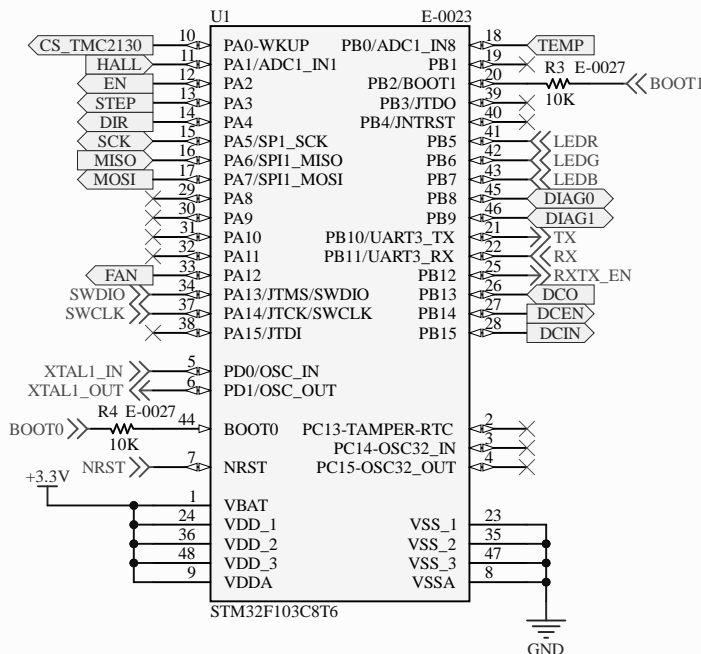 U1 E-0023
CS_TMC2130 10 PA0-WKUP PB0/ADC1_IN8 18 TEMP
HALL 11 PA1/ADC1_IN1 PB1 19
EN 12 PA2 PB2/BOOT1 20 R3 E-0027 10K BOOT1
STEP 13 PA3 PB3/JTDO 39
DIR 14 PA4 PB4/JNTRST 40
SCK 15 PA5/SP1_SCK PB5 41 LEDR
MISO 16 PA6/SPI1_MISO PB6 42 LEDG
MOSI 17 PA7/SPI1_MOSI PB7 43 LEDB
29 PA8 PB8 45 DIAG0
30 PA9 PB9 46 DIAG1
31 PA10 PB10/UART3_TX 21 TX
32 PA11 PB11/UART3_RX 22 RX
FAN 33 PA12 PB12 25 RXTX_EN
SWDIO 34 PA13/JTMS/SWDIO PB13 26 DCO
SWCLK 37 PA14/JTCK/SWCLK PB14 27 DCEN
38 PA15/JTDI PB15 28 DCIN
XTAL1_IN 5 PD0/OSC_IN
XTAL1_OUT 6 PD1/OSC_OUT
R4 E-0027
BOOT0 10K 44 BOOT0 PC13-TAMPER-RTC 2
PC14-OSC32_IN 3
NRST 7 NRST PC15-OSC32_OUT 4
+3.3V
1 VBAT
24 VDD_1 VSS_1 23
36 VDD_2 VSS_2 35
48 VDD_3 VSS_3 47
9 VDDA VSSA 8
STM32F103C8T6
GND